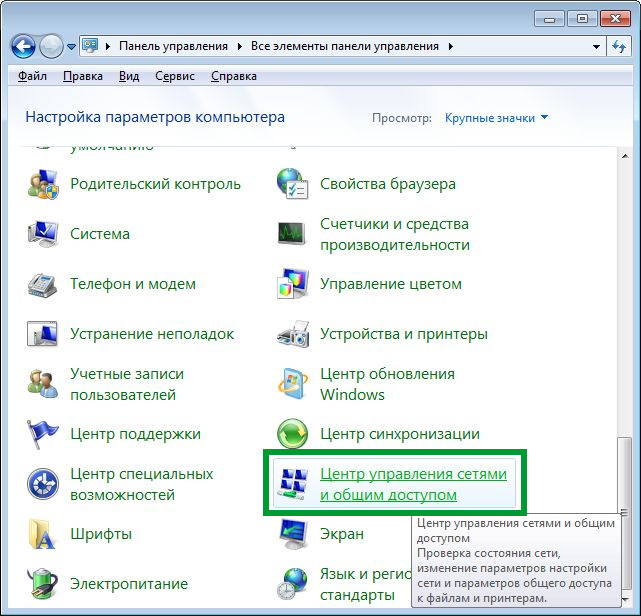 Панель управления
Все элементы панели управления
Файл Правка Вид Сервис Справка
Настройка параметров компьютера
Просмотр: Крупные значки
умолчанию
Родительский контроль
Свойства браузера
Система
Счетчики и средства
производительности
Телефон и модем
Управление цветом
Устранение неполадок
Устройства и принтеры
Учетные записи
пользователей
Центр обновления
Windows
Центр поддержки
Центр синхронизации
Центр специальных
возможностей
Центр управления сетями
и общим доступом
Шрифты
Экран
Электропитание
Язык и регио
стандарты
Центр управления сетями и общим
доступом
Проверка состояния сети,
изменение параметров настройки
сети и параметров общего доступа
к файлам и принтерам.